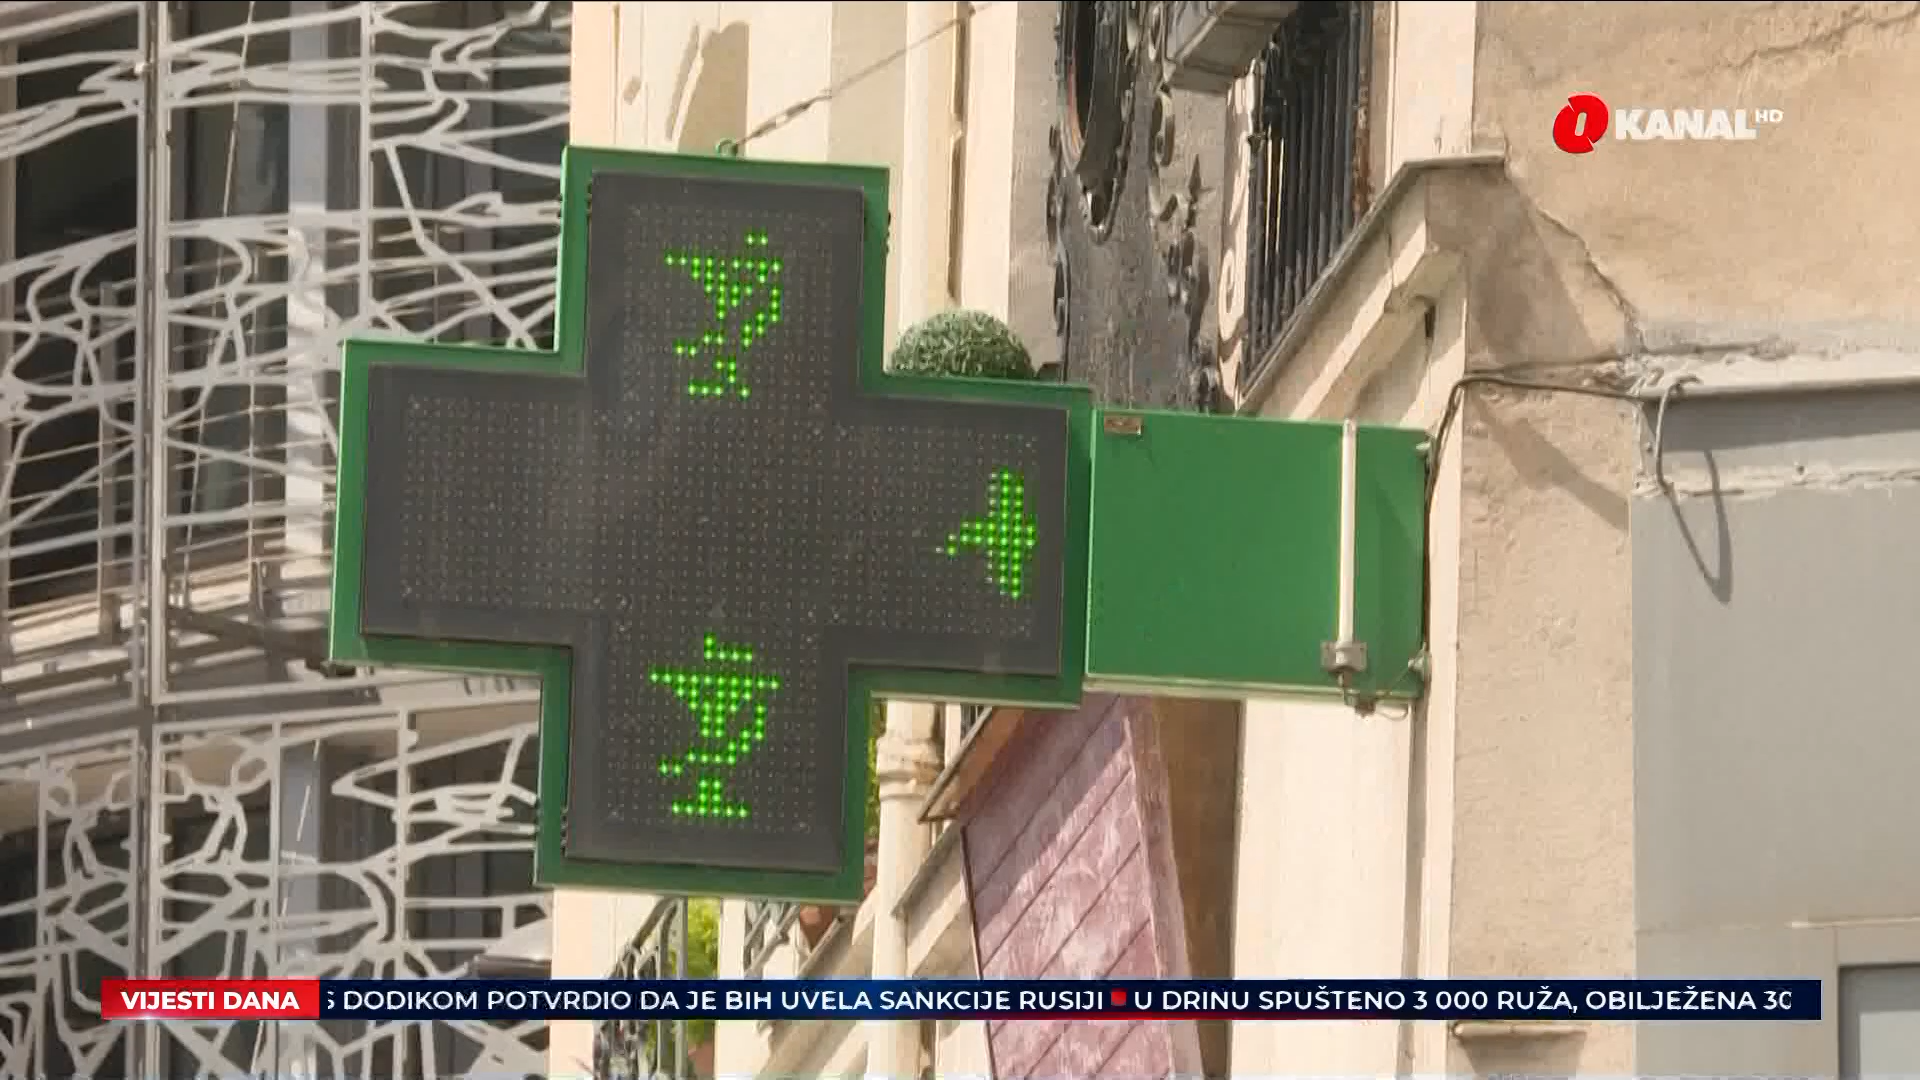 O KANAL HD
VIJESTI DANA S DODIKOM POTVRDIO DA JE BIH UVELA SANKCIJE RUSIJI U DRINU SPUŠTENO 3 000 RUŽA, OBILJEŽENA